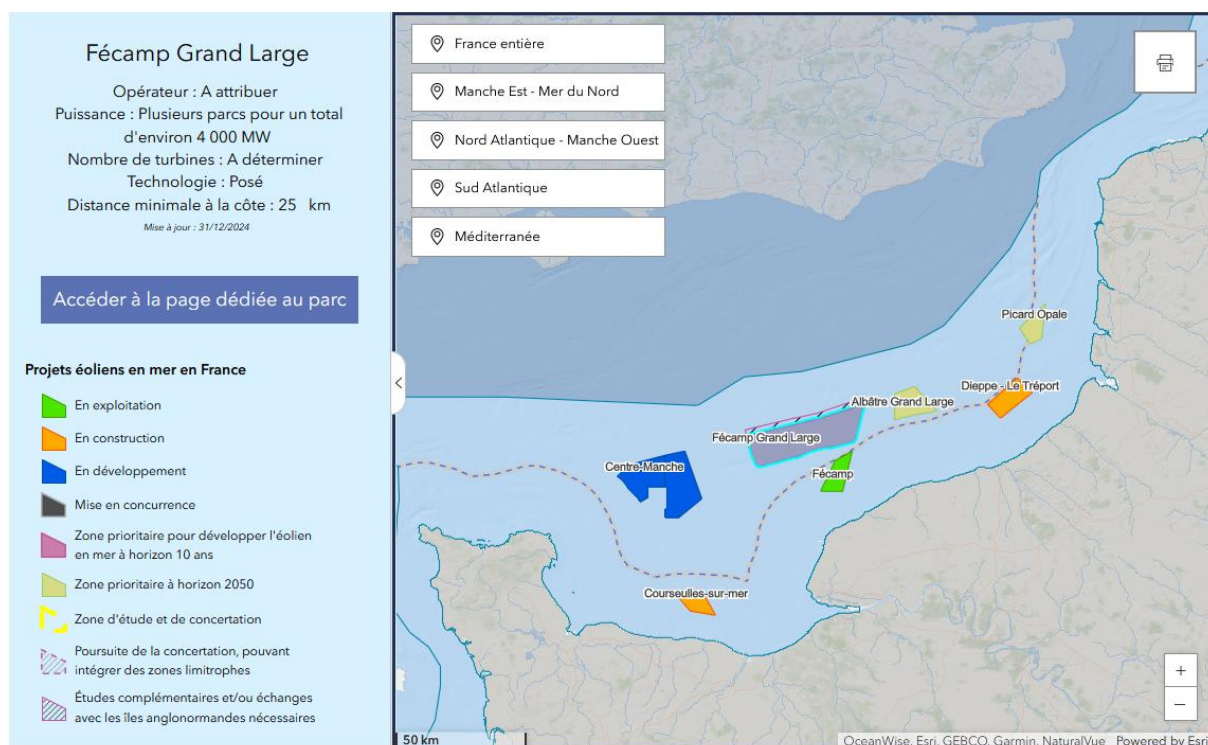 Fécamp Grand Large
Opérateur : A attribuer
Puissance : Plusieurs parcs pour un total
d'environ 4 000 MW
Nombre de turbines : A déterminer
Technologie : Posé
Distance minimale à la côte : 25 km
Mise à jour : 31/12/2024
Accéder à la page dédiée au parc
Projets éoliens en mer en France
En exploitation
En construction
En développement
Mise en concurrence
Zone prioritaire pour développer l'éolien
en mer à horizon 10 ans
Zone prioritaire à horizon 2050
Zone d'étude et de concertation
Poursuite de la concertation, pouvant
intégrer des zones limitrophes
Études complémentaires et/ou échanges
avec les îles anglonormandes nécessaires
France entière
Manche Est - Mer du Nord
Nord Atlantique - Manche Ouest
Sud Atlantique
Méditerranée
Picard Opale
Dieppe - Le Tréport
Albâtre Grand Large
Fécamp Grand Large
Centre-Manche
Fécamp
Courseulles-sur-mer
+
−
50 km
OceanWise, Esri, GEBCO, Garmin, NaturalVue Powered by Esri